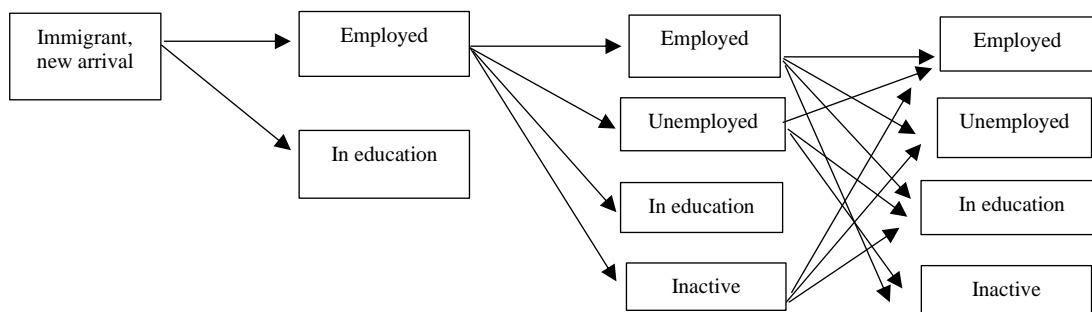 Immigrant,
new arrival
Employed
In education
Employed
Unemployed
In education
Inactive
Employed
Unemployed
In education
Inactive